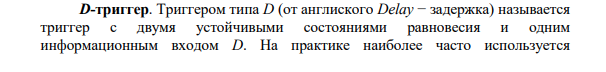 D-триггер. Триггером типа D (от англиского Delay − задержка) называется
триггер с двумя устойчивыми состояниями равновесия и одним
информационным входом D. На практике наиболее часто используется